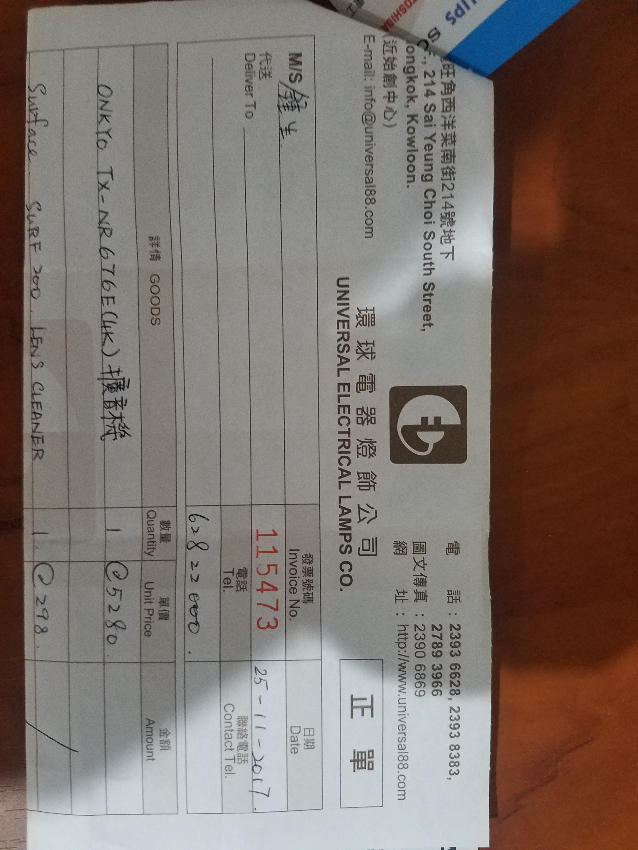 電 話：2393 6628, 2393 8383,
2789 3966
圖文傳真：2390 6869
網 址：http://www.universal88.com
旺角西洋菜南街214號地下
214 Sai Yeung Choi South Street,
ongkok, Kowloon.
(近始創中心)
E-mail: info@universal88.com
環球電器燈飾公司
UNIVERSAL ELECTRICAL LAMPS CO.
正單
M/S 鍾生
發票號碼 Invoice No.
115473
日期 Date
25-11-2017
代送 Deliver To
電話 Tel.
62822000
聯絡電話 Contact Tel.
詳情 GOODS 數量 Quantity 單價 Unit Price 金額 Amount
ONKYO TX-NR676E(4K) 擴音機 1 @5280
Surface SURF 200 LENS CLEANER 1 @298